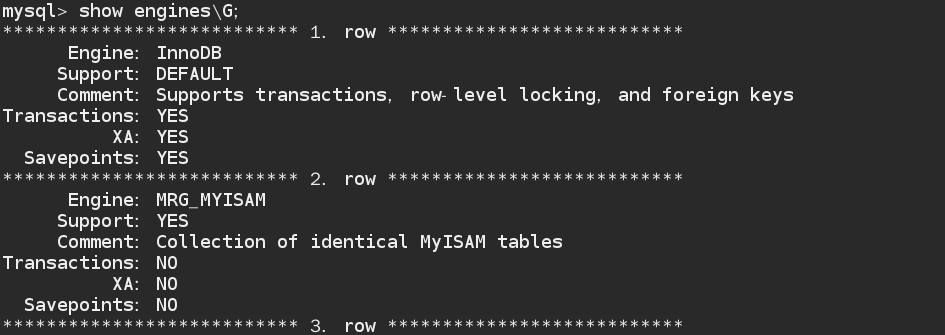 mysql> show engines\G;
*************************** 1. row ***************************
      Engine: InnoDB
     Support: DEFAULT
     Comment: Supports transactions, row-level locking, and foreign keys
Transactions: YES
          XA: YES
  Savepoints: YES
*************************** 2. row ***************************
      Engine: MRG_MYISAM
     Support: YES
     Comment: Collection of identical MyISAM tables
Transactions: NO
          XA: NO
  Savepoints: NO
*************************** 3. row ***************************